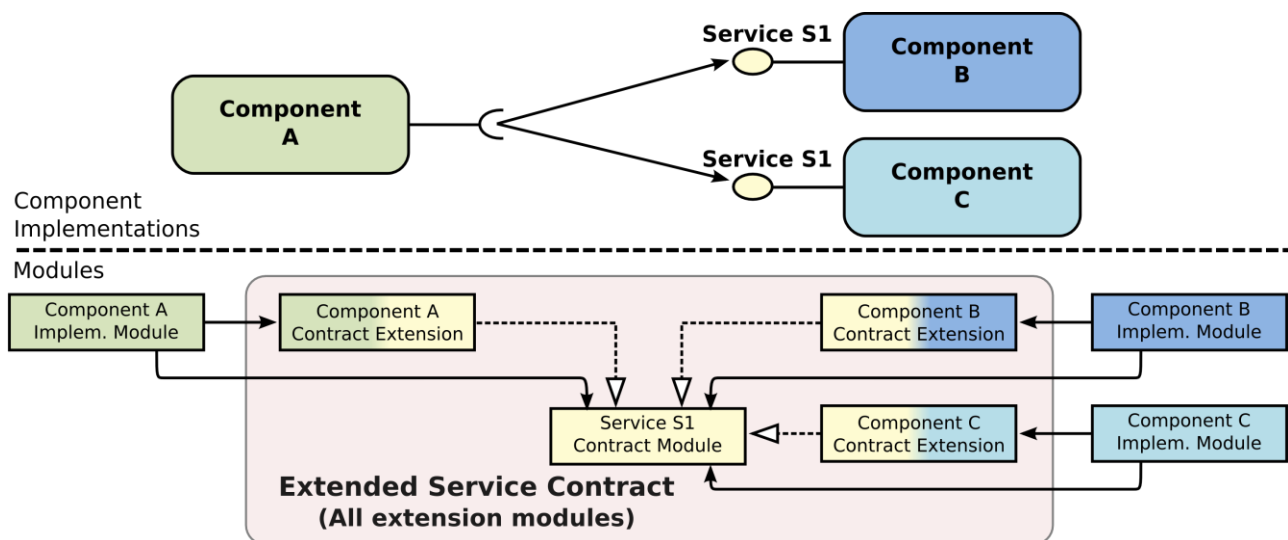 Service S1
Component
B
Component
A
Service S1
Component
C
Component
Implementations
Modules
Component A
Implem. Module
Component A
Contract Extension
Component B
Contract Extension
Component B
Implem. Module
Service S1
Contract Module
Component C
Contract Extension
Component C
Implem. Module
Extended Service Contract
(All extension modules)